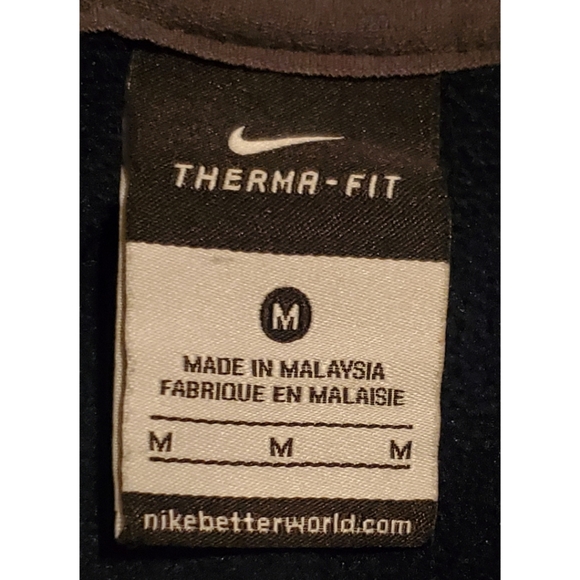 THERMA-FIT
M
MADE IN MALAYSIA
FABRIQUE EN MALAISIE
M M M
nikebetterworld.com